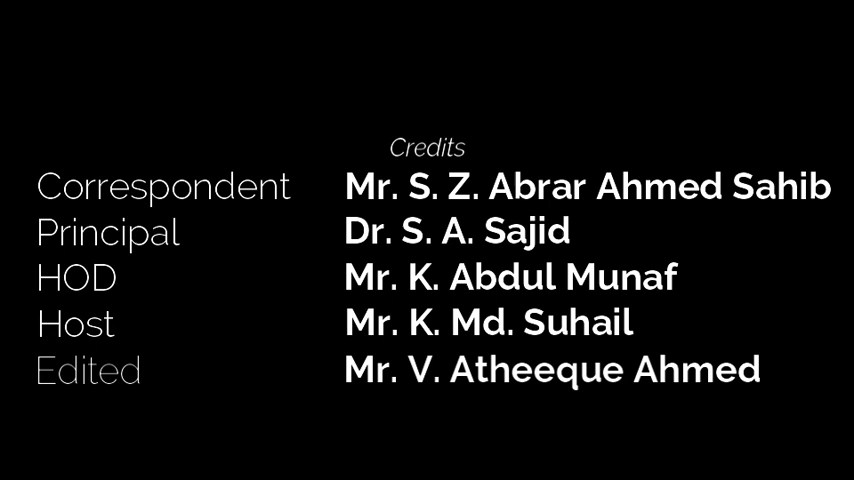 Credits
Correspondent Mr. S. Z. Abrar Ahmed Sahib
Principal Dr. S. A. Sajid
HOD Mr. K. Abdul Munaf
Host Mr. K. Md. Suhail
Edited Mr. V. Atheeque Ahmed